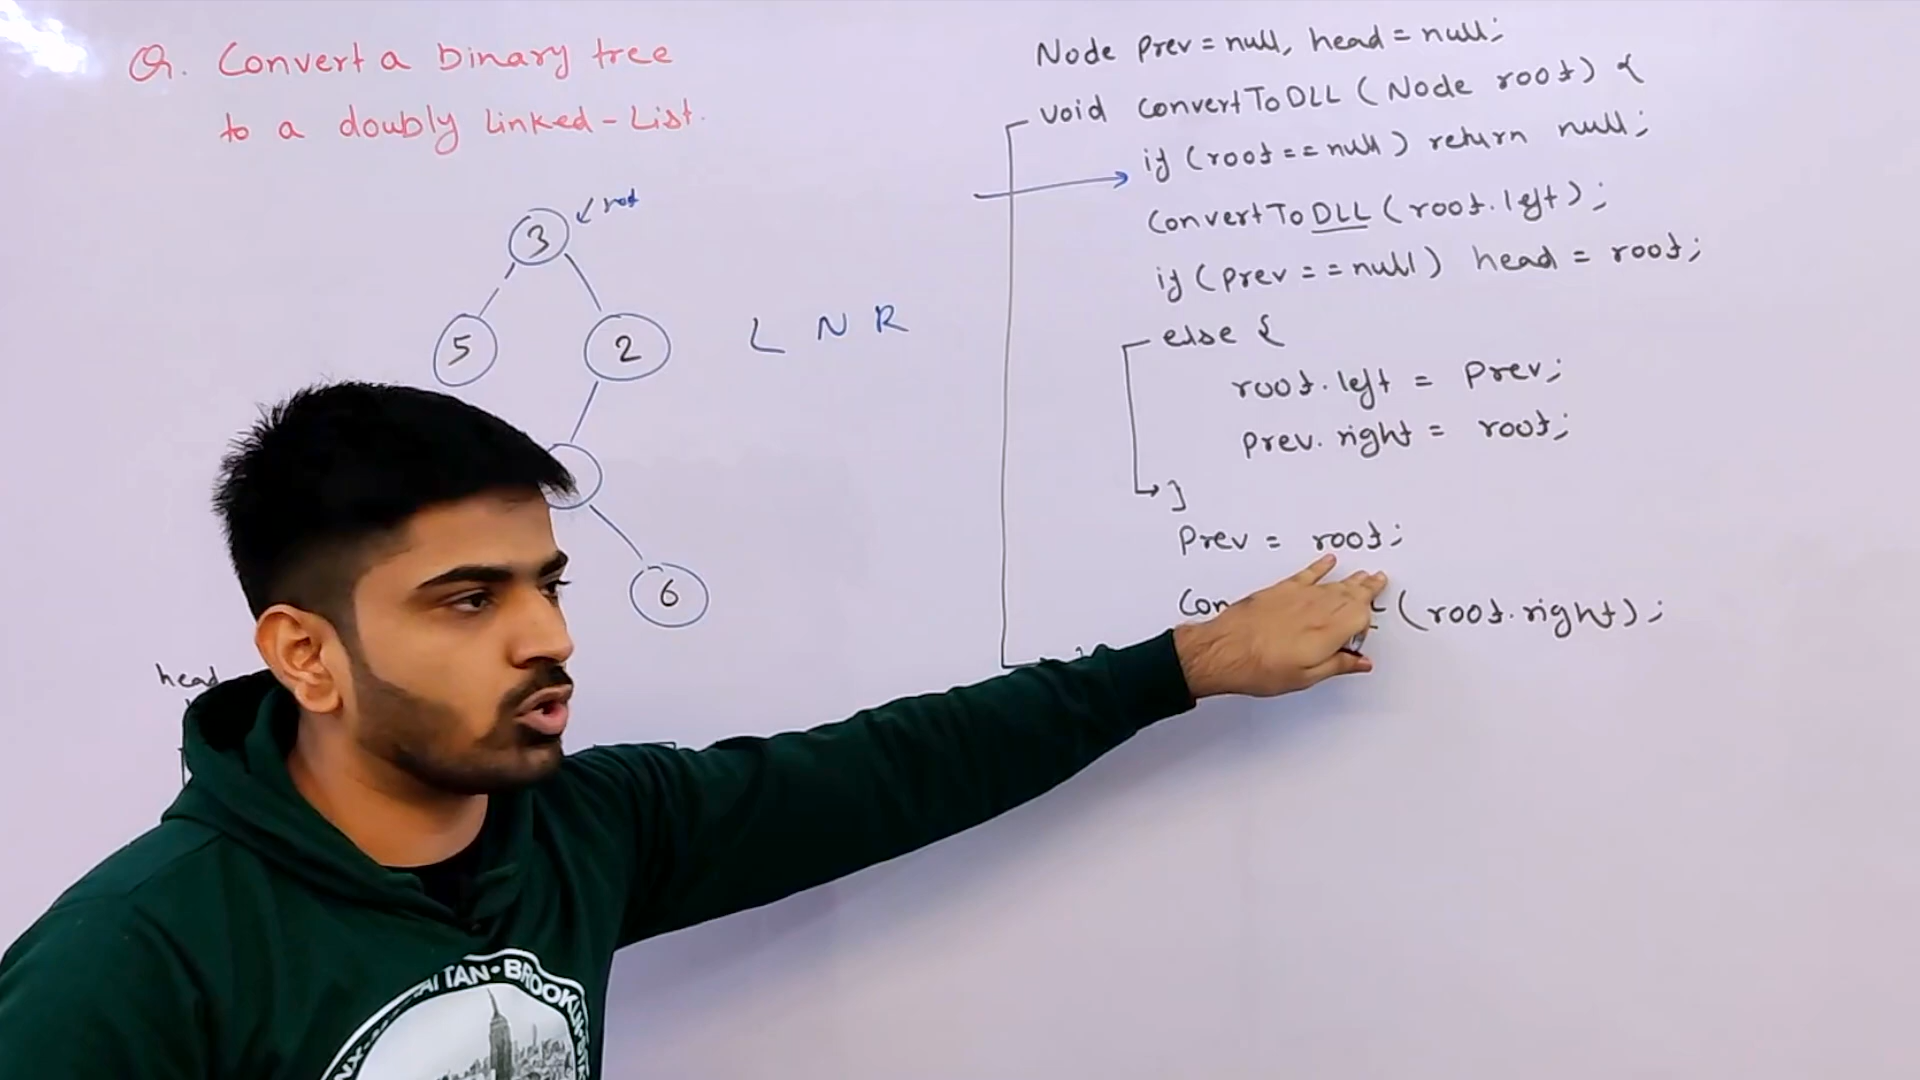 Q. Convert a binary tree
to a doubly Linked-List.
root
3
5
2
L N R
6
head
Node prev = null, head = null;
void ConvertToDLL (Node root) {
if (root == null) return null;
ConvertToDLL (root.left);
if (prev == null) head = root;
else {
root.left = prev;
prev.right = root;
}
prev = root;
(root.right);
TAN • BROOKLYN